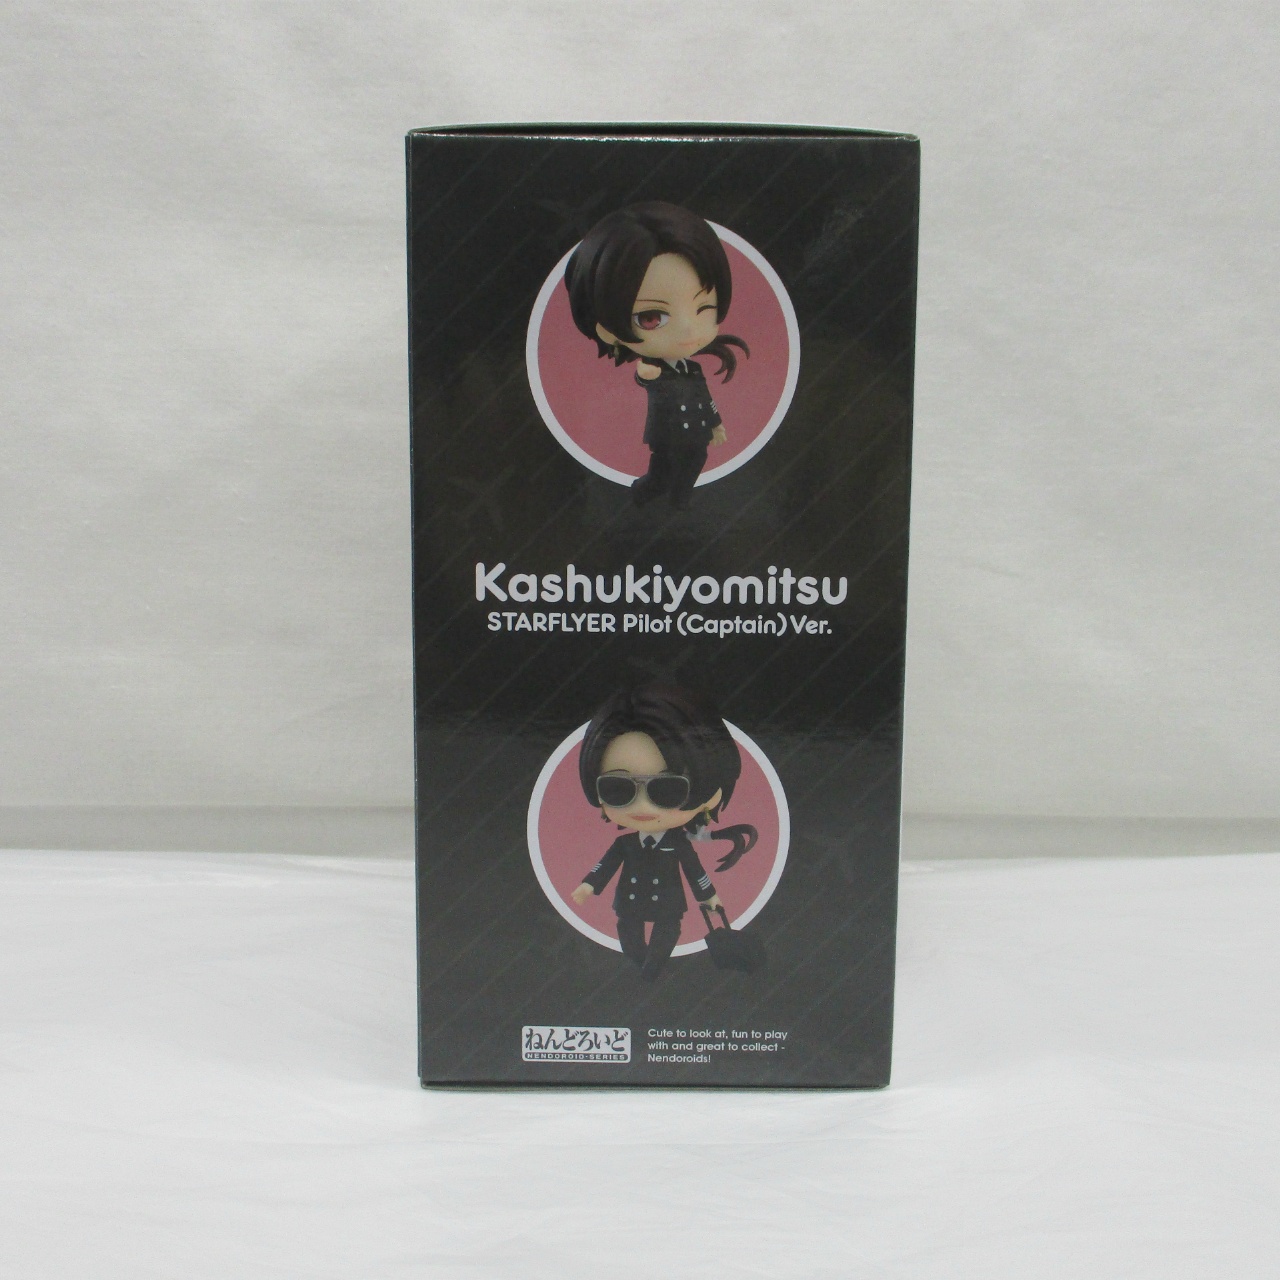 Kashukiyomitsu
STARFLYER Pilot (Captain) Ver.
ねんどろいど
NENDOROID-SERIES
Cute to look at, fun to play
with and great to collect -
Nendoroids!